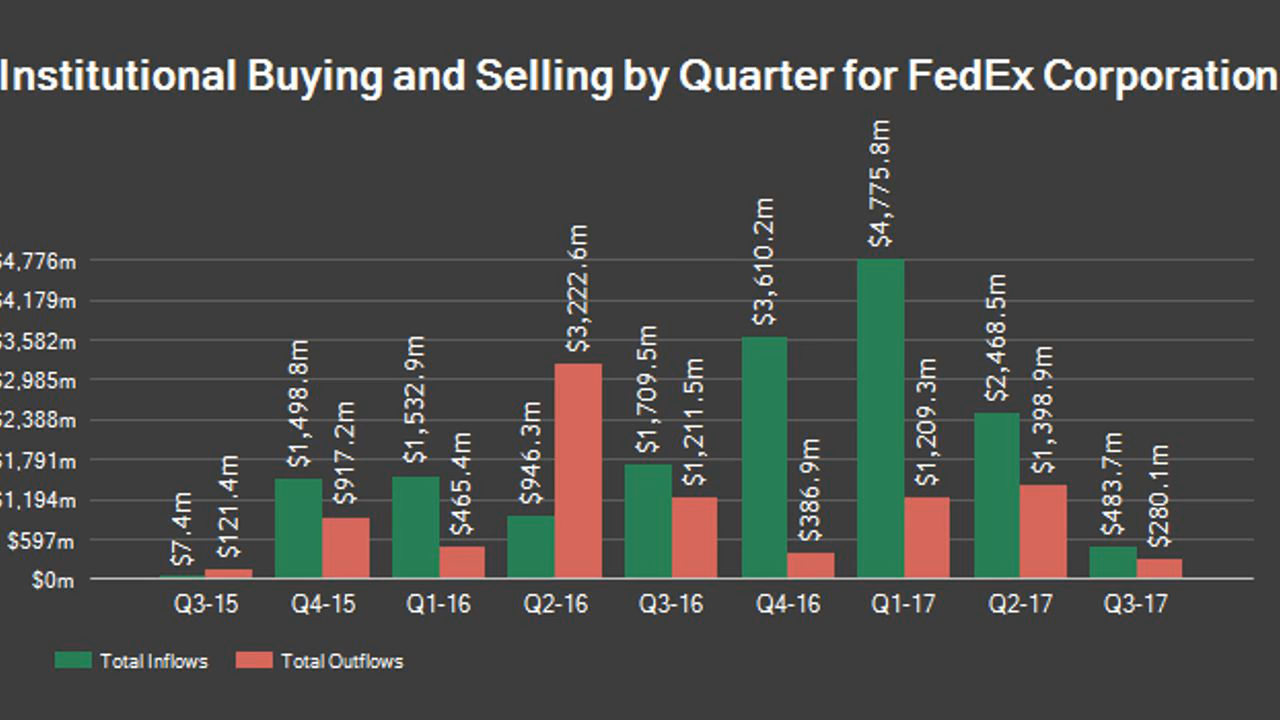 Institutional Buying and Selling by Quarter for FedEx Corporation
$4,776m
$4,179m
$3,582m
$2,985m
$2,388m
$1,791m
$1,194m
$597m
$0m
$7.4m
$121.4m
$1,498.8m
$917.2m
$1,532.9m
$465.4m
$946.3m
$3,222.6m
$1,709.5m
$1,211.5m
$3,610.2m
$386.9m
$4,775.8m
$1,209.3m
$2,468.5m
$1,398.9m
$483.7m
$280.1m
Q3-15 Q4-15 Q1-16 Q2-16 Q3-16 Q4-16 Q1-17 Q2-17 Q3-17
Total Inflows Total Outflows